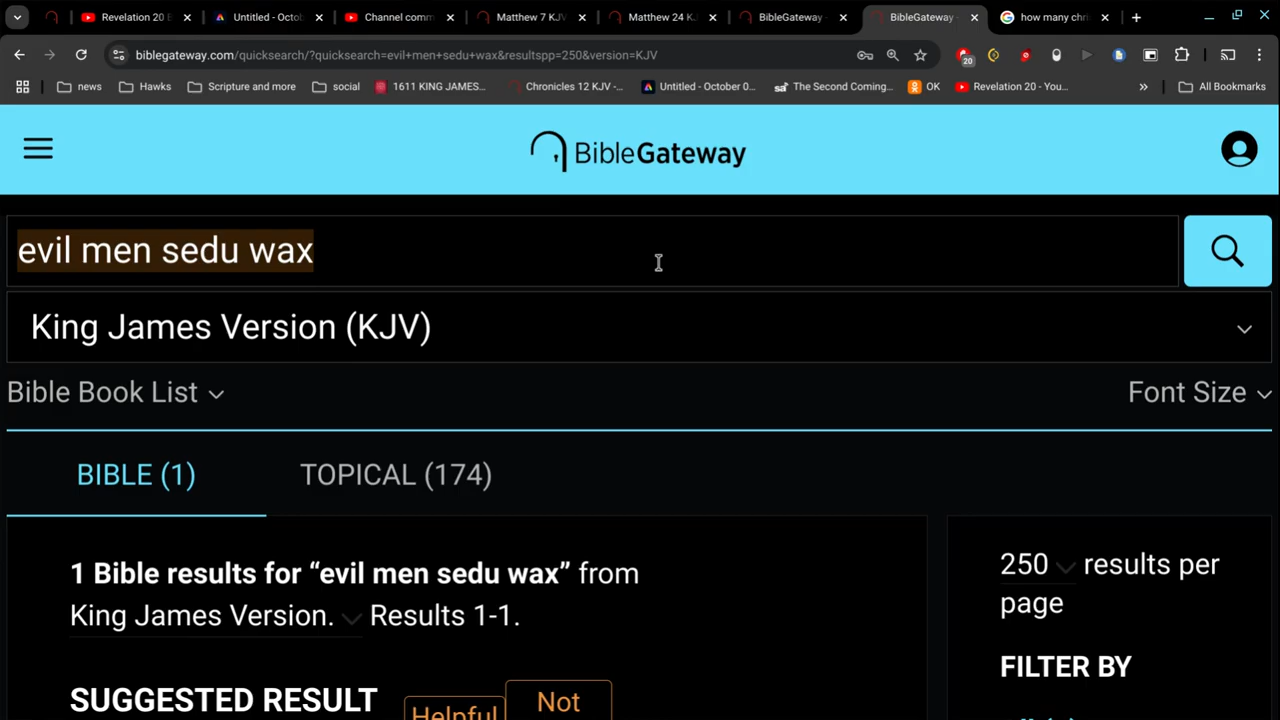 Revelation 20 E
Untitled - Octob
Channel comm
Matthew 7 KJV
Matthew 24 K
BibleGateway -
BibleGateway -
how many chri
biblegateway.com/quicksearch/?quicksearch=evil+men+sedu+wax&resultspp=250&version=KJV
20
news
Hawks
Scripture and more
social
1611 KING JAMES...
Chronicles 12 KJV -...
Untitled - October 0...
sa
The Second Coming...
OK
Revelation 20 - You...
All Bookmarks
BibleGateway
evil men sedu wax
King James Version (KJV)
Bible Book List
Font Size
BIBLE (1)
TOPICAL (174)
1 Bible results for “evil men sedu wax” from
King James Version. Results 1-1.
250 results per
page
FILTER BY
SUGGESTED RESULT
Helpful
Not